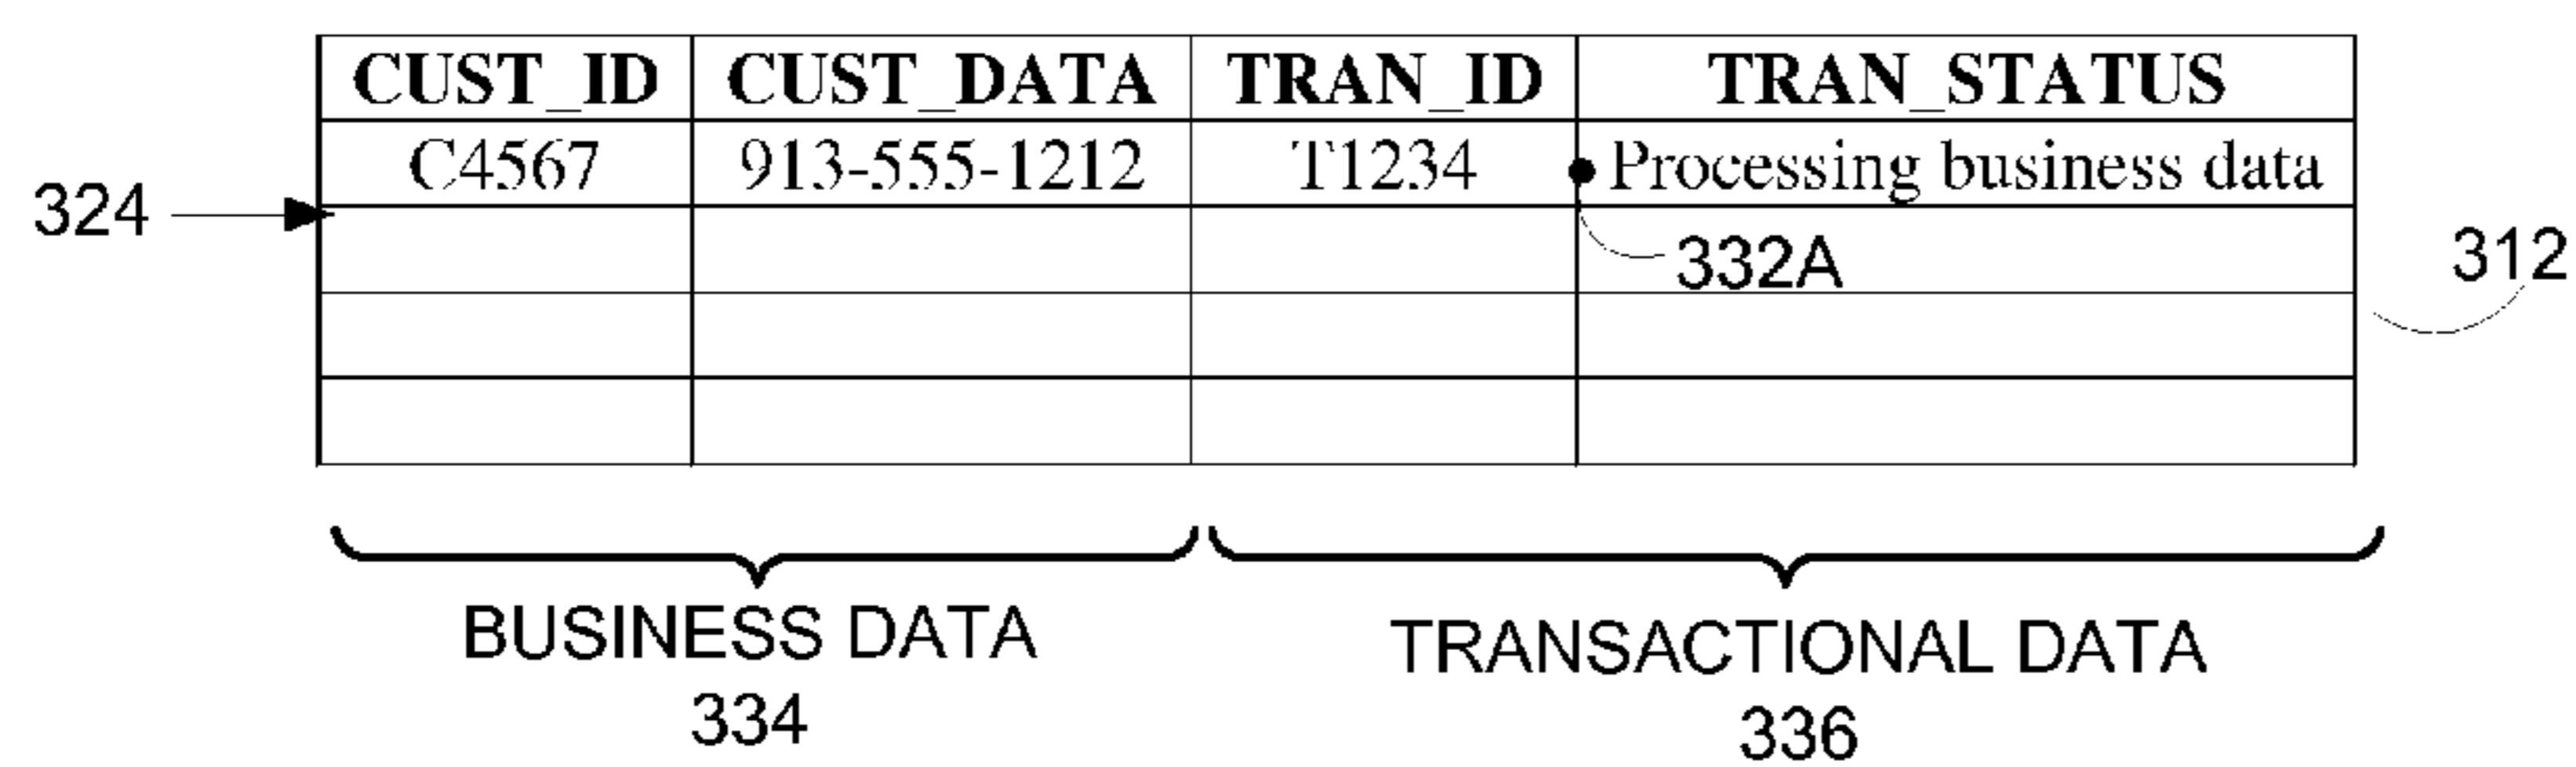 CUST_ID CUST_DATA TRAN_ID TRAN_STATUS
C4567 913-555-1212 T1234 Processing business data
324
332A
312
BUSINESS DATA
334
TRANSACTIONAL DATA
336